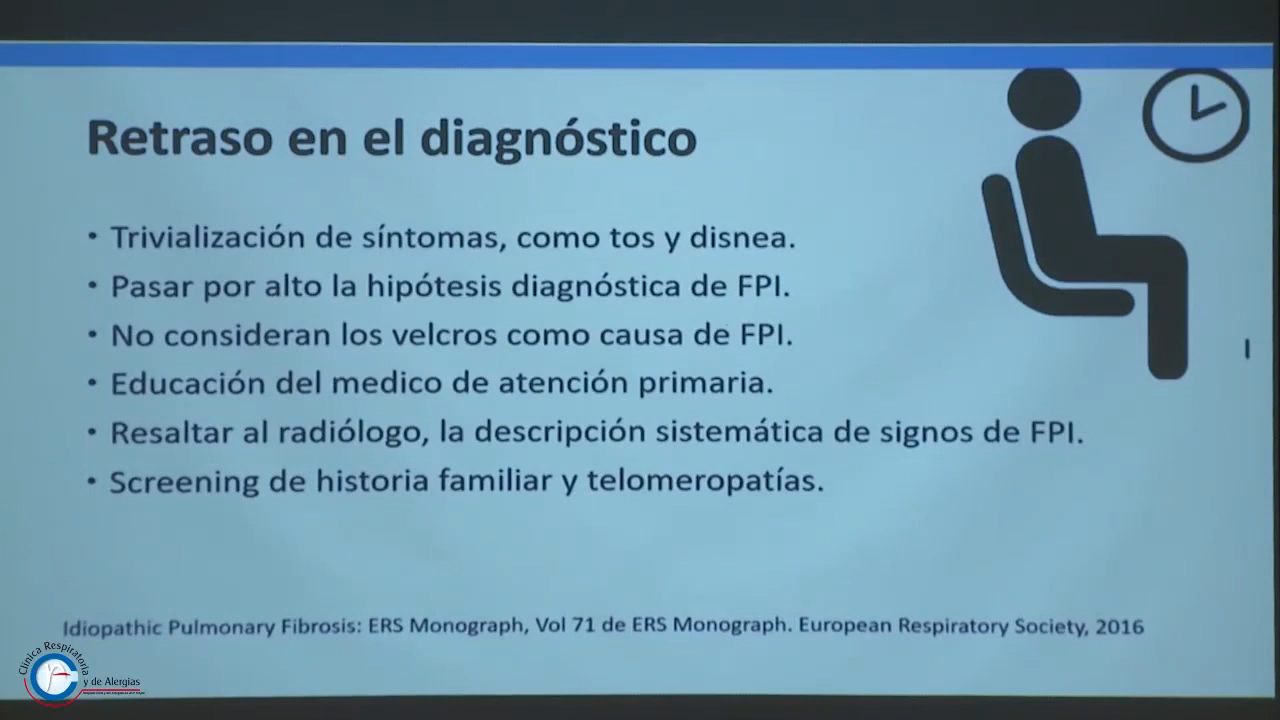 Retraso en el diagnóstico
• Trivialización de síntomas, como tos y disnea.
• Pasar por alto la hipótesis diagnóstica de FPI.
• No consideran los velcros como causa de FPI.
• Educación del medico de atención primaria.
• Resaltar al radiólogo, la descripción sistemática de signos de FPI.
• Screening de historia familiar y telomeropatías.
Idiopathic Pulmonary Fibrosis: ERS Monograph, Vol 71 de ERS Monograph. European Respiratory Society, 2016
Clínica Respiratoria
y de Alergias